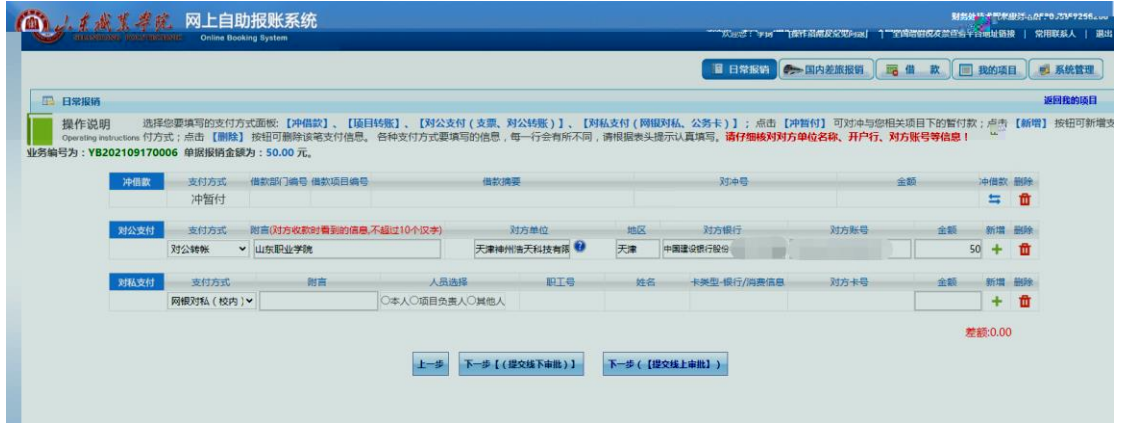 山东职业学院 网上自助报账系统
Online Booking System
常用联系人 | 退出
日常报销 国内差旅报销 借 款 我的项目 系统管理
日常报销 返回我的项目
操作说明 选择您要填写的支付方式面板:【冲借款】、【项目转账】、【对公支付(支票、对公转账)】、【对私支付(网银对私、公务卡)】;点击【冲暂付】可对冲与您相关项目下的暂付款;点击【新增】按钮可新增支
Operating instructions 付方式;点击【删除】按钮可删除该笔支付信息。各种支付方式要填写的信息,每一行会有所不同,请根据表头提示认真填写。请仔细核对对方单位名称、开户行、对方账号等信息!
业务编号为:YB202109170006 单据报销金额为:50.00 元。
冲借款 支付方式 借款部门编号 借款项目编号 借款摘要 对冲号 金额 冲借款 删除
冲暂付
对公支付 支付方式 附言(对方收款时看到的信息,不超过10个汉字) 对方单位 地区 对方银行 对方账号 金额 新增 删除
对公转帐 山东职业学院 天津神州浩天科技有限 天津 中国建设银行股份 50
对私支付 支付方式 附言 人员选择 职工号 姓名 卡类型-银行/消费信息 对方卡号 金额 新增 删除
网银对私(校内) 〇本人〇项目负责人〇其他人
差额:0.00
上一步 下一步【(提交线下审批)】 下一步(【提交线上审批】)